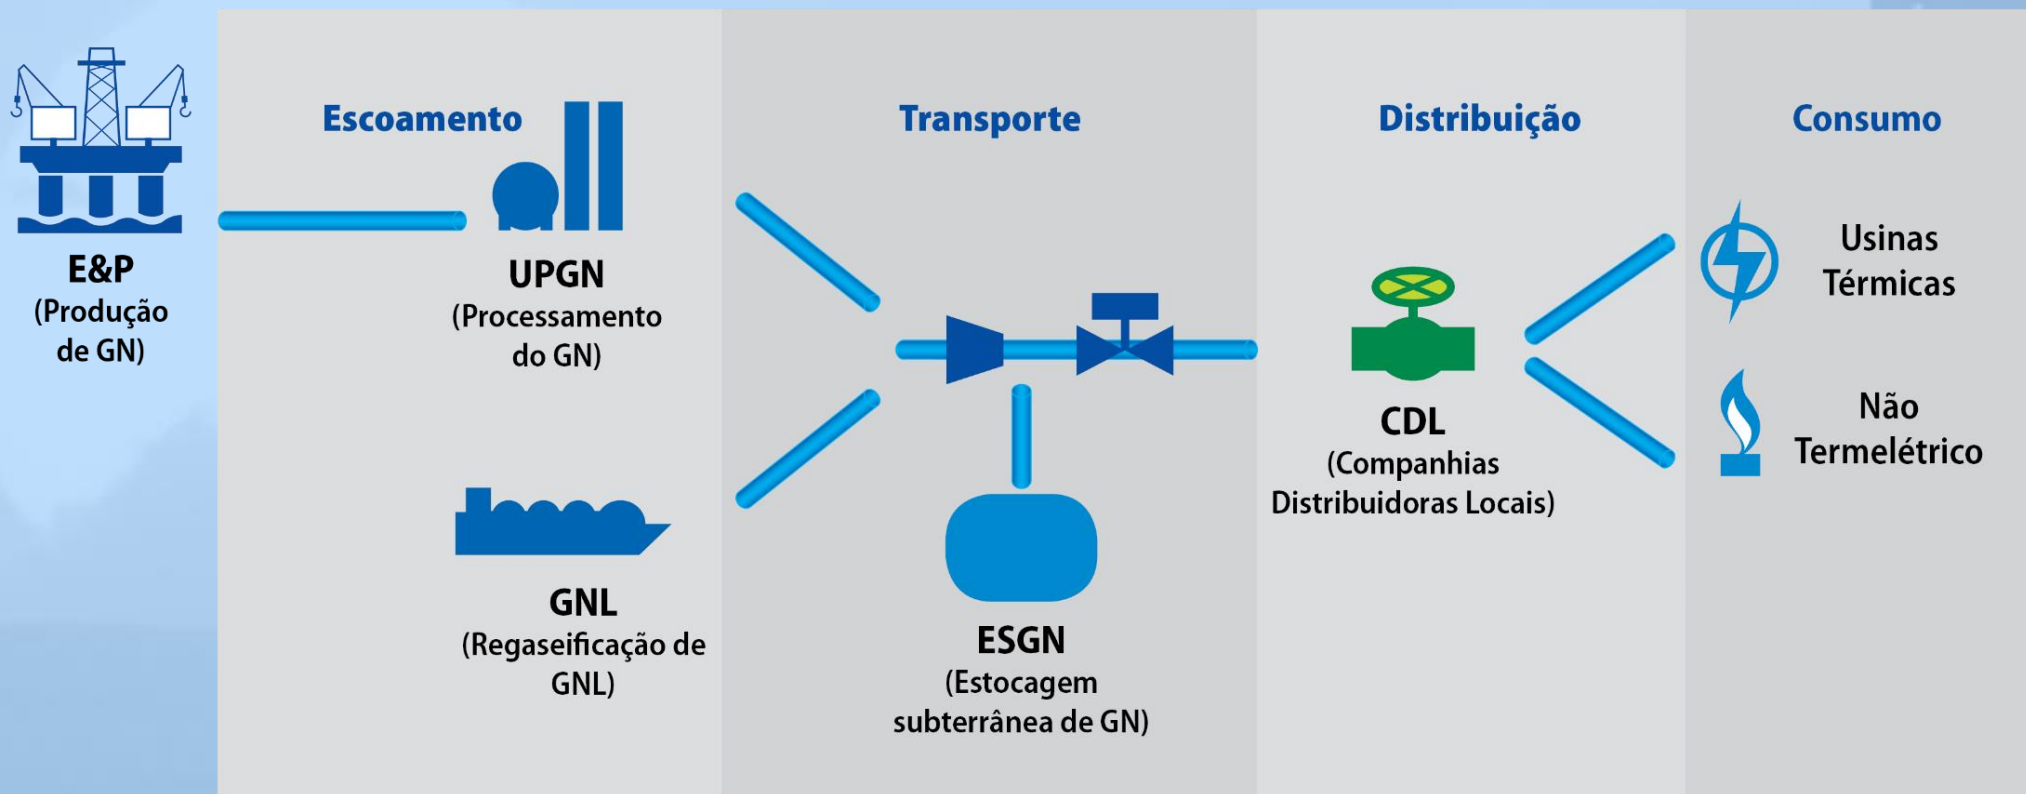 E&P
(Produção
de GN)
Escoamento
UPGN
(Processamento
do GN)
GNL
(Regaseificação de
GNL)
Transporte
ESGN
(Estocagem
subterrânea de GN)
Distribuição
CDL
(Companhias
Distribuidoras Locais)
Consumo
Usinas
Térmicas
Não
Termelétrico